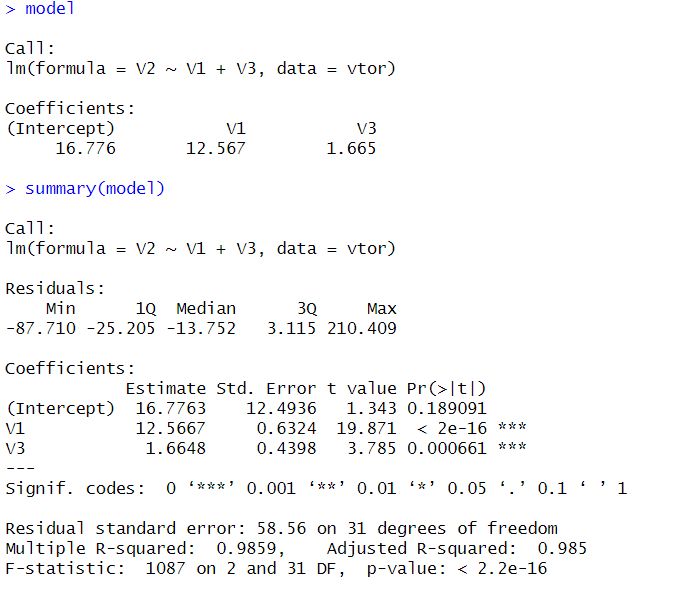 > model
Call:
lm(formula = V2 ~ V1 + V3, data = vtor)
Coefficients:
(Intercept)           V1           V3
     16.776       12.567        1.665
> summary(model)
Call:
lm(formula = V2 ~ V1 + V3, data = vtor)
Residuals:
    Min      1Q  Median      3Q     Max
-87.710 -25.205 -13.752   3.115 210.409
Coefficients:
            Estimate Std. Error t value Pr(>|t|)
(Intercept)  16.7763    12.4936   1.343 0.189091
V1           12.5667     0.6324  19.871  < 2e-16 ***
V3            1.6648     0.4398   3.785 0.000661 ***
---
Signif. codes:  0 ‘***’ 0.001 ‘**’ 0.01 ‘*’ 0.05 ‘.’ 0.1 ‘ ’ 1
Residual standard error: 58.56 on 31 degrees of freedom
Multiple R-squared:  0.9859,    Adjusted R-squared:  0.985
F-statistic:  1087 on 2 and 31 DF,  p-value: < 2.2e-16